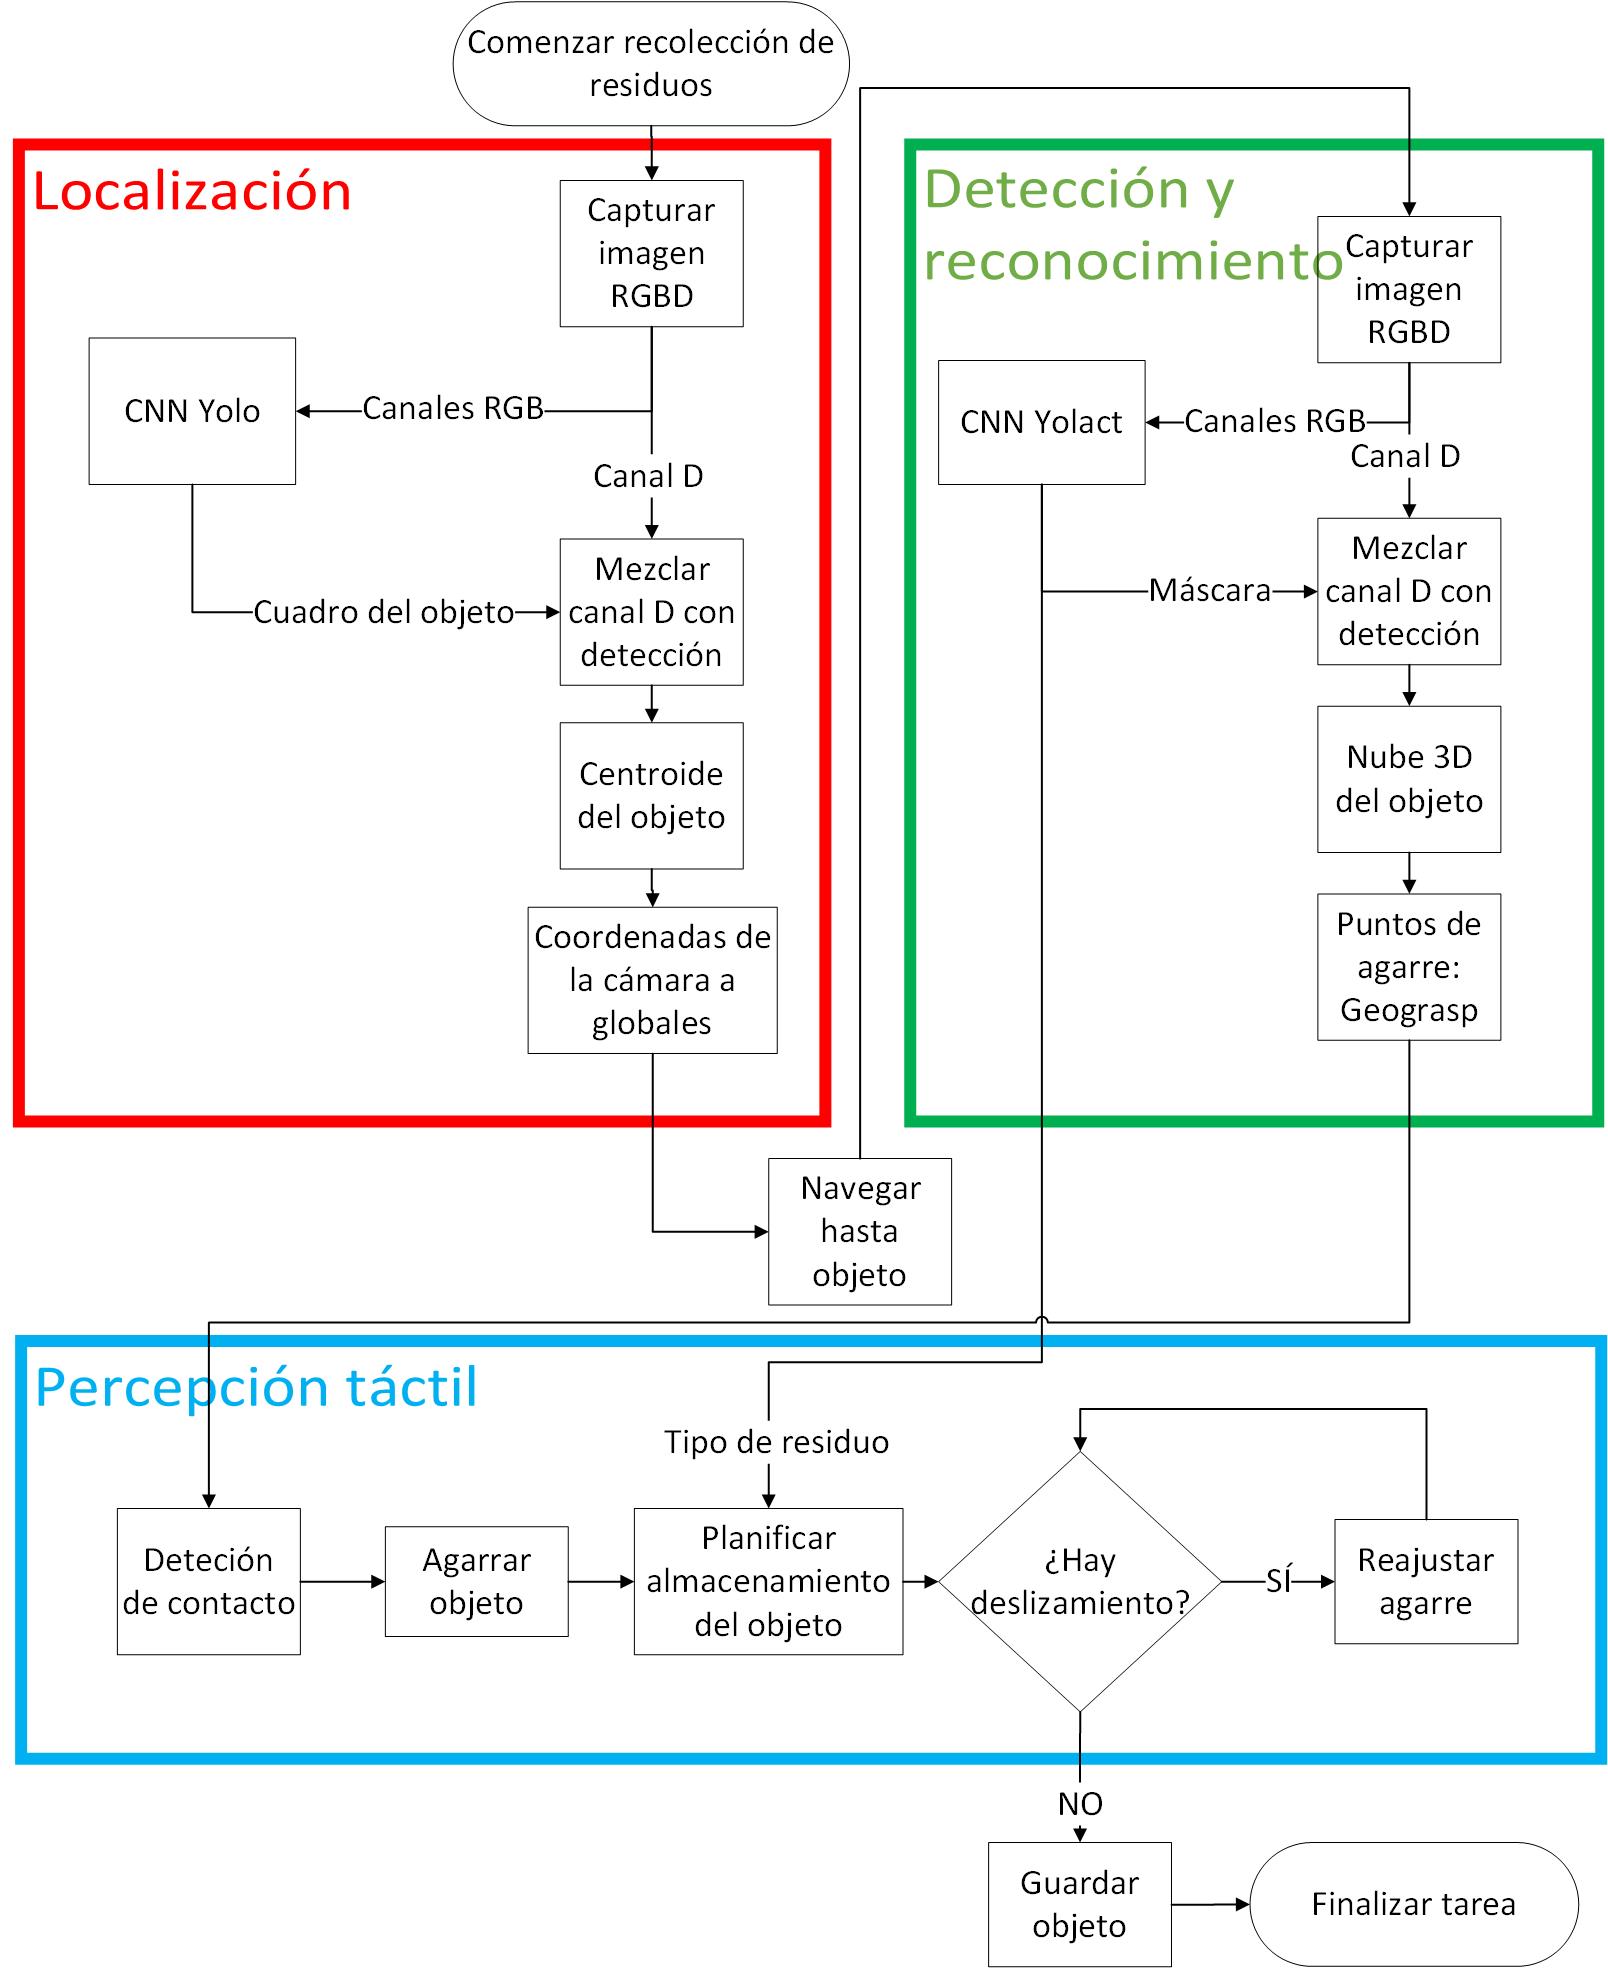 Comenzar recolección de
residuos
Localización
Capturar
imagen
RGBD
CNN Yolo
Canales RGB
Canal D
Cuadro del objeto
Mezclar
canal D con
detección
Centroide
del objeto
Coordenadas de
la cámara a
globales
Navegar
hasta
objeto
Detección y
reconocimiento
Capturar
imagen
RGBD
CNN Yolact
Canales RGB
Canal D
Máscara
Mezclar
canal D con
detección
Nube 3D
del objeto
Puntos de
agarre:
Geograsp
Percepción táctil
Tipo de residuo
Deteción
de contacto
Agarrar
objeto
Planificar
almacenamiento
del objeto
¿Hay
deslizamiento?
SÍ
Reajustar
agarre
NO
Guardar
objeto
Finalizar tarea